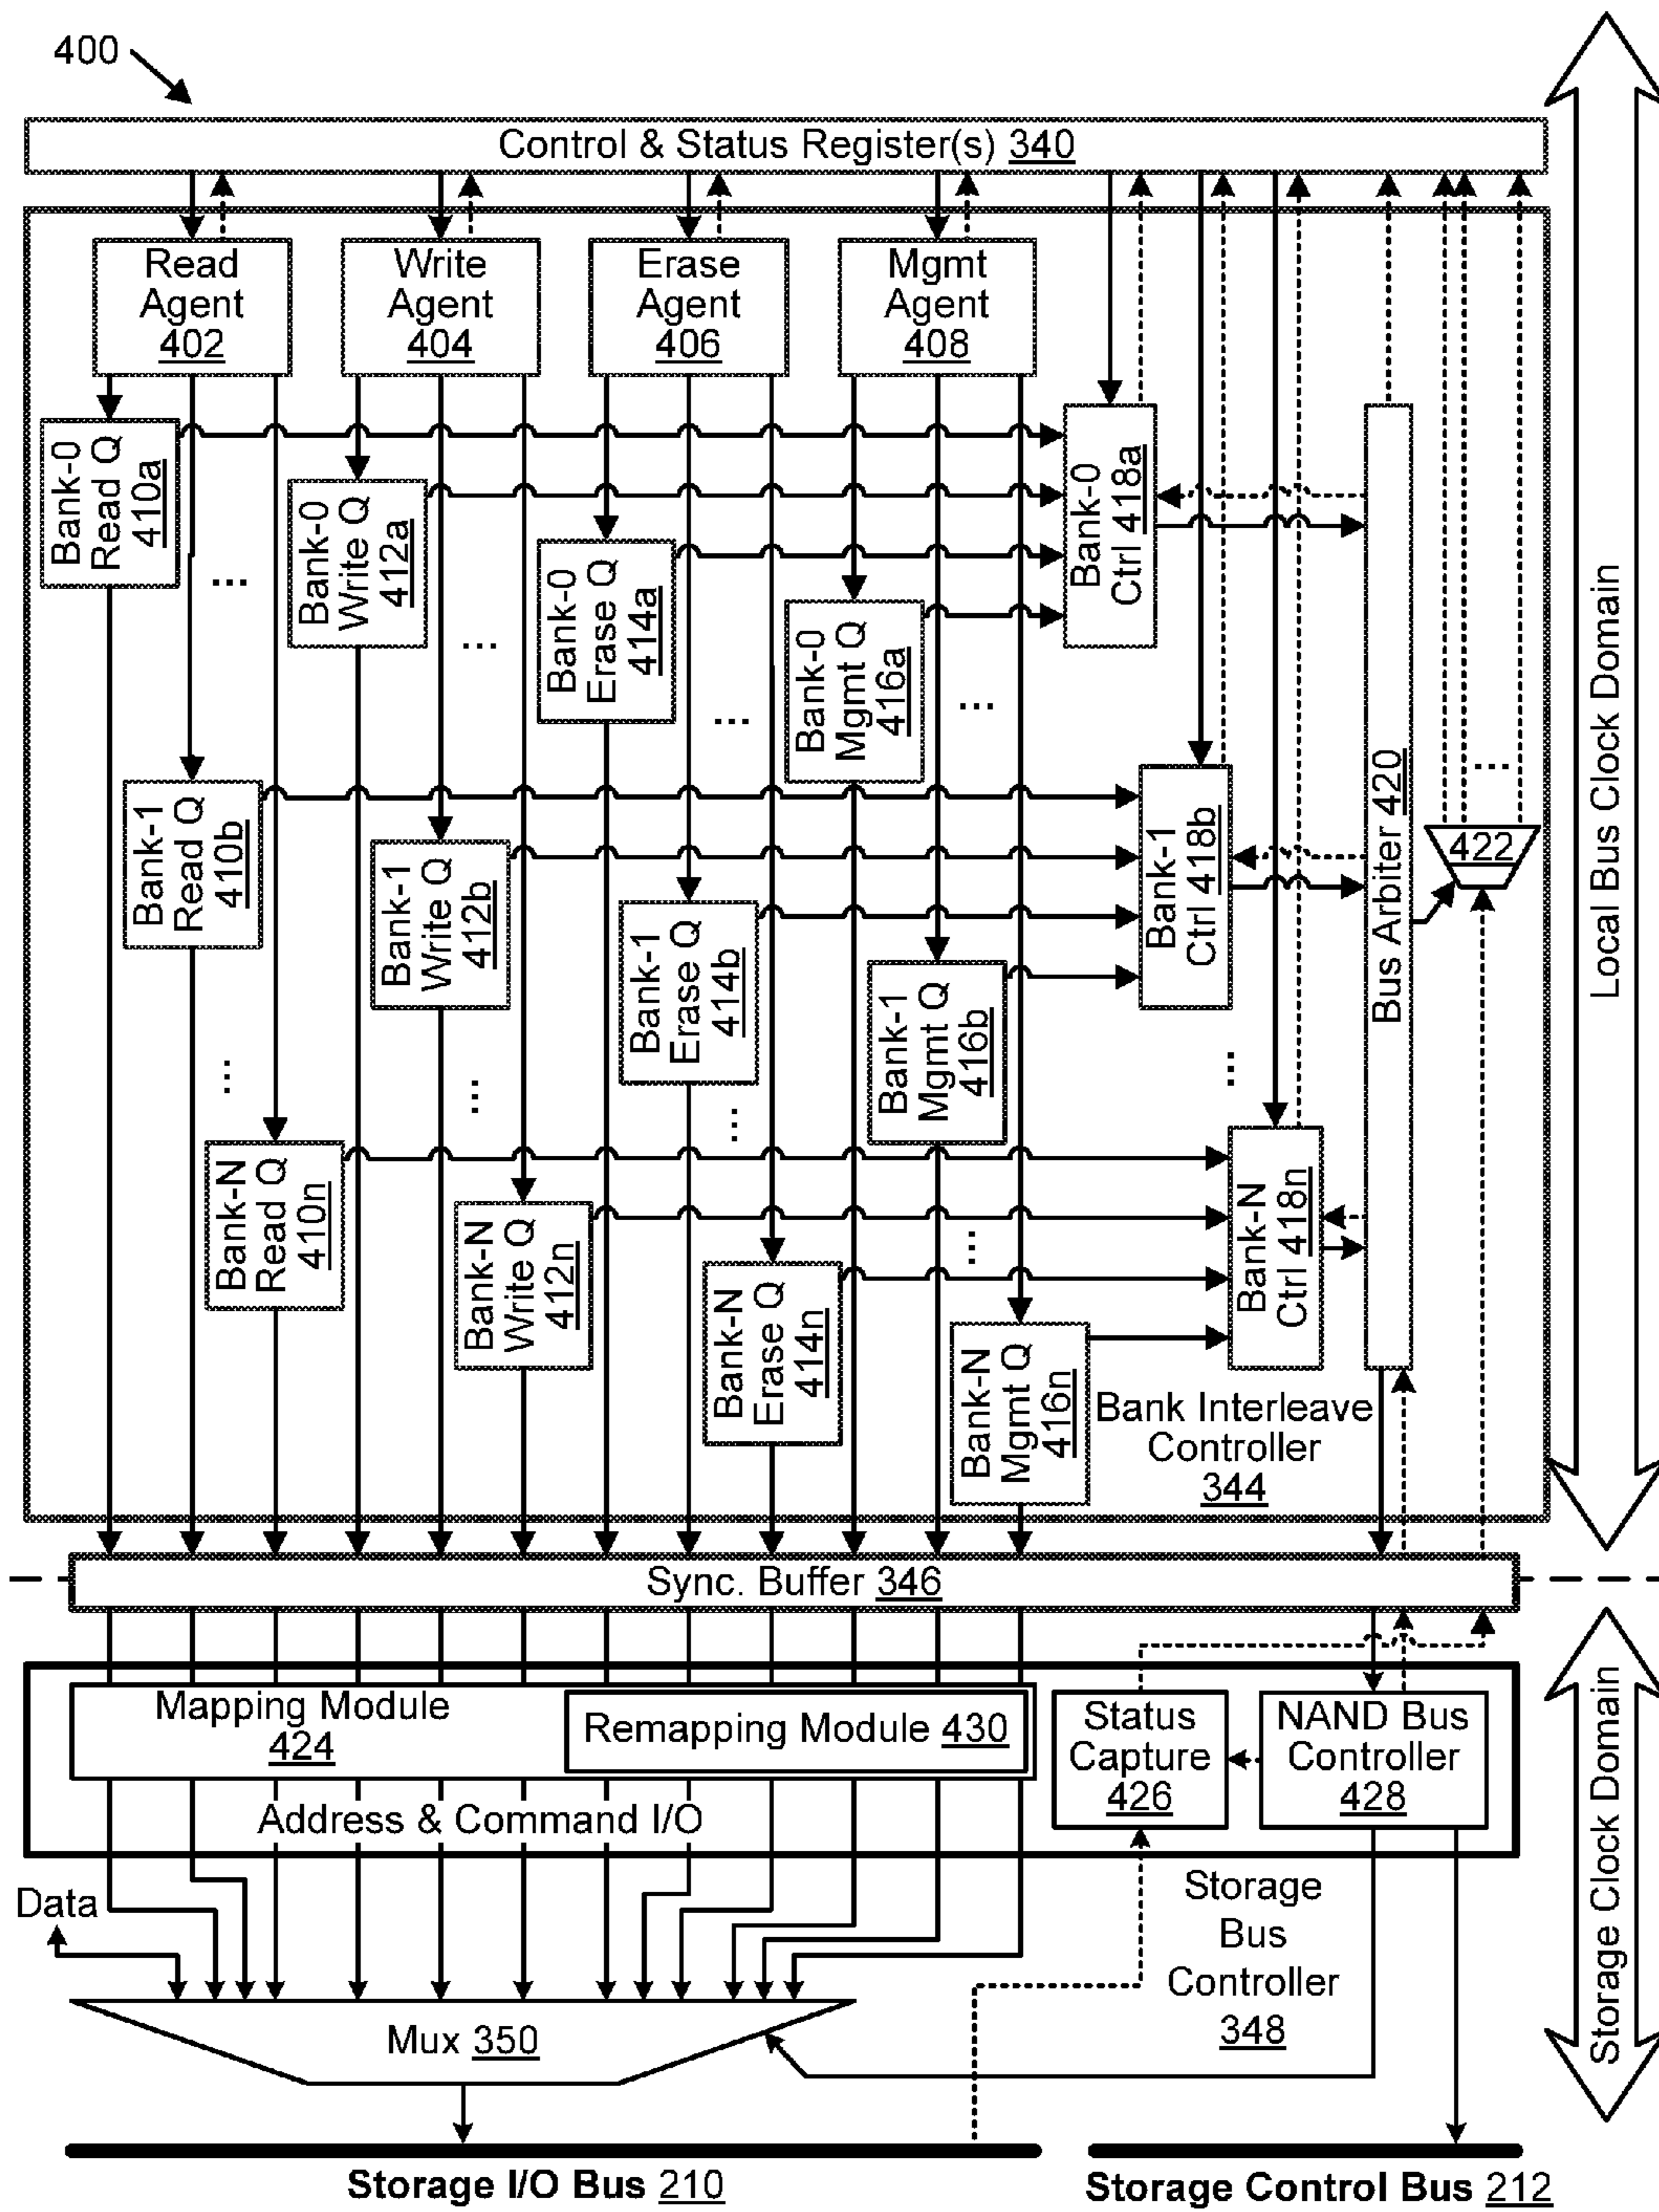 400
Control & Status Register(s) 340
Read
Agent
402
Write
Agent
404
Erase
Agent
406
Mgmt
Agent
408
Bank-0
Read Q
410a
Bank-0
Write Q
412a
Bank-0
Erase Q
414a
Bank-0
Mgmt Q
416a
Bank-0
Ctrl 418a
...
...
...
...
Bank-1
Read Q
410b
Bank-1
Write Q
412b
Bank-1
Erase Q
414b
Bank-1
Mgmt Q
416b
Bank-1
Ctrl 418b
Bus Arbiter 420
422
...
...
...
...
...
...
Bank-N
Read Q
410n
Bank-N
Write Q
412n
Bank-N
Erase Q
414n
Bank-N
Mgmt Q
416n
Bank-N
Ctrl 418n
Bank Interleave
Controller
344
Local Bus Clock Domain
Sync. Buffer 346
Mapping Module
424
Remapping Module 430
Status
Capture
426
NAND Bus
Controller
428
Address & Command I/O
Storage
Bus
Controller
348
Storage Clock Domain
Data
Mux 350
Storage I/O Bus 210
Storage Control Bus 212